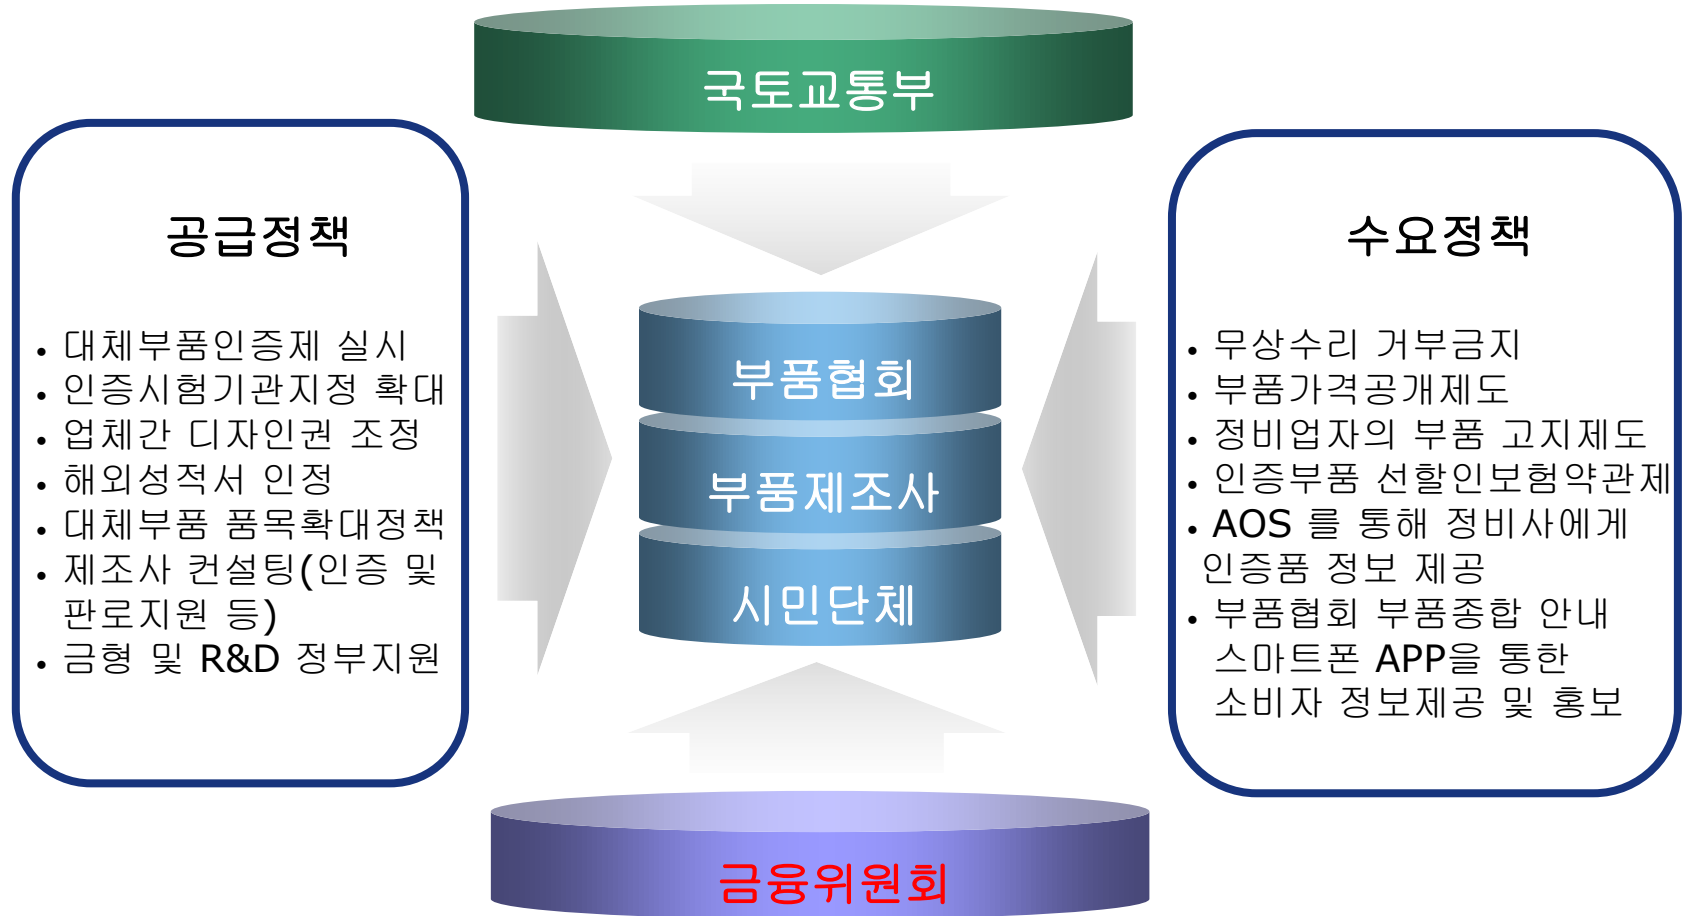 국토교통부
공급정책
• 대체부품인증제 실시
• 인증시험기관지정 확대
• 업체간 디자인권 조정
• 해외성적서 인정
• 대체부품 품목확대정책
• 제조사 컨설팅(인증 및
판로지원 등)
• 금형 및 R&D 정부지원
부품협회
부품제조사
시민단체
수요정책
• 무상수리 거부금지
• 부품가격공개제도
• 정비업자의 부품 고지제도
• 인증부품 선할인보험약관제
• AOS 를 통해 정비사에게
인증품 정보 제공
• 부품협회 부품종합 안내
스마트폰 APP을 통한
소비자 정보제공 및 홍보
금융위원회